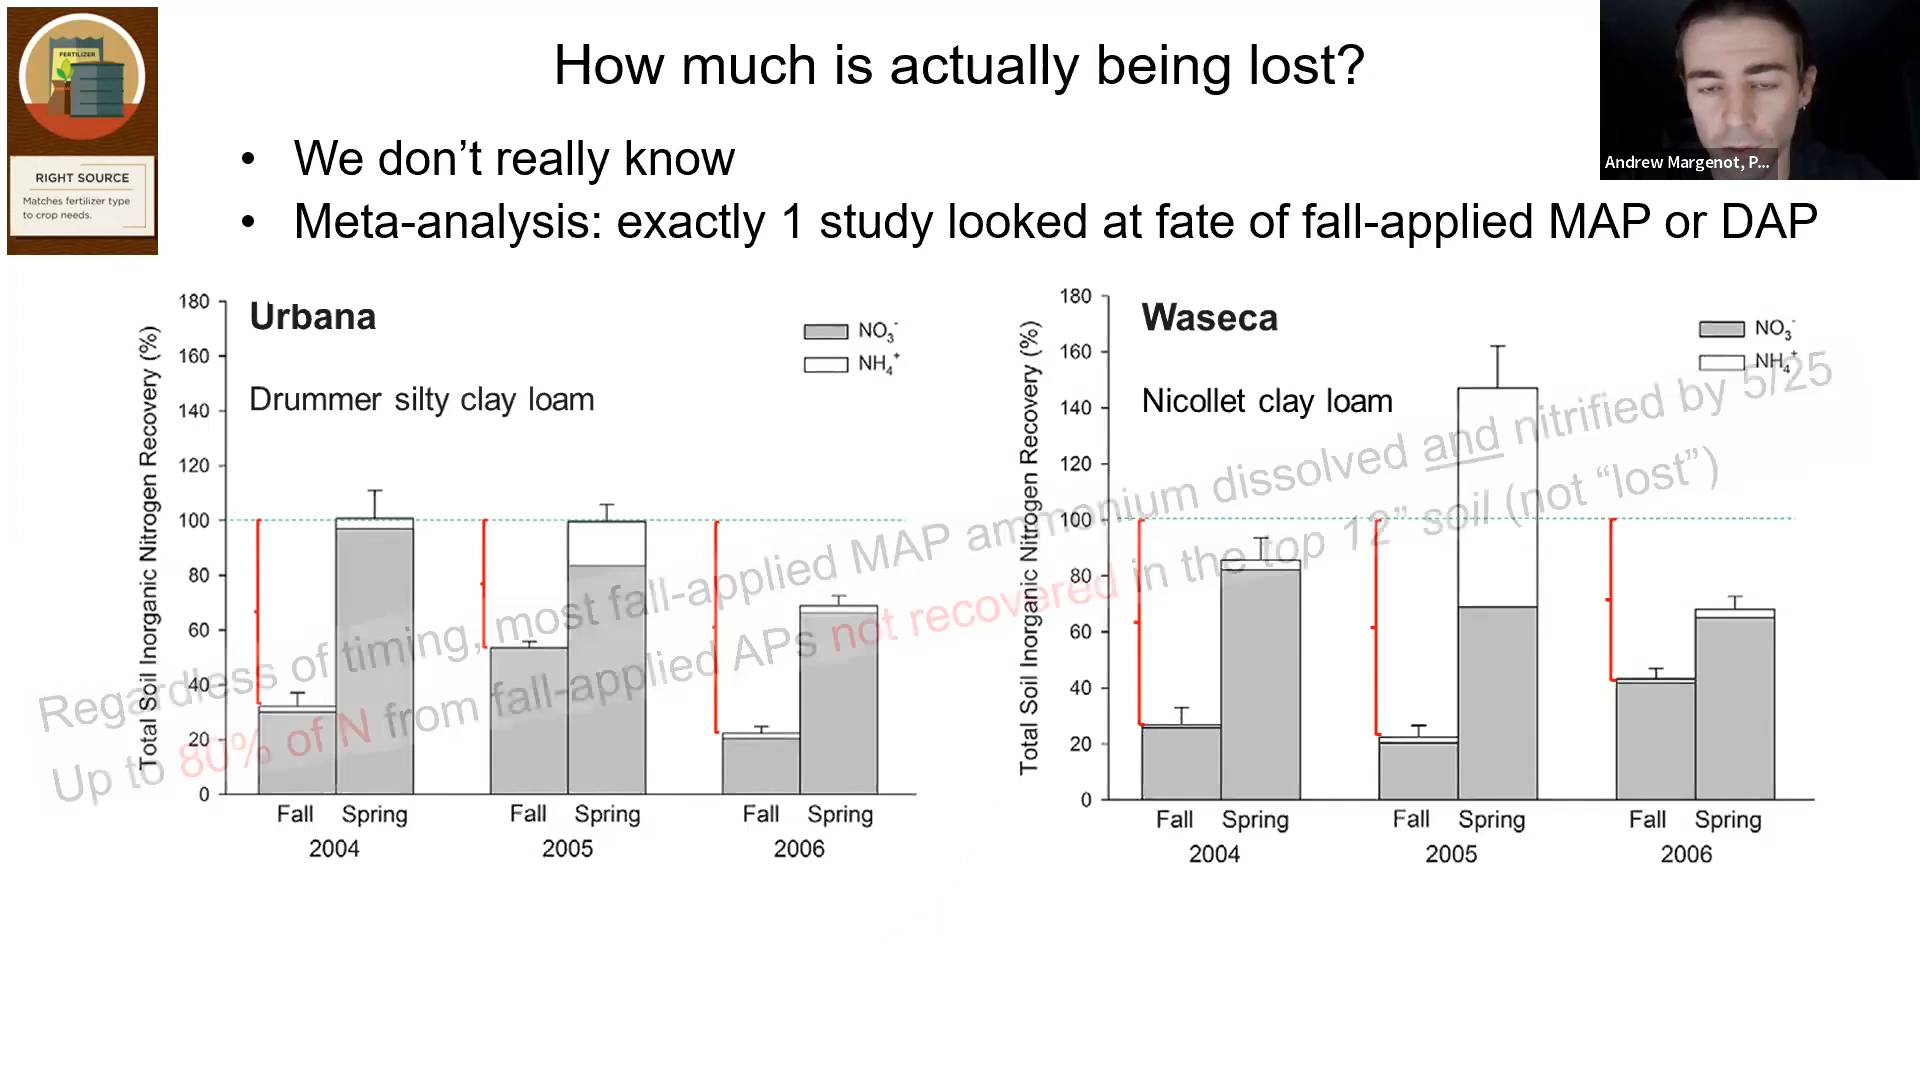 How much is actually being lost?
• We don’t really know
• Meta-analysis: exactly 1 study looked at fate of fall-applied MAP or DAP
FERTILIZER
RIGHT SOURCE
Matches fertilizer type
to crop needs.
Andrew Margenot, P...
Urbana
Drummer silty clay loam
NO3-
NH4+
Total Soil Inorganic Nitrogen Recovery (%)
180
160
140
120
100
80
60
40
20
0
Fall Spring Fall Spring Fall Spring
2004 2005 2006
Waseca
Nicollet clay loam
NO3-
NH4+
Total Soil Inorganic Nitrogen Recovery (%)
180
160
140
120
100
80
60
40
20
0
Fall Spring Fall Spring Fall Spring
2004 2005 2006
Regardless of timing, most fall-applied MAP ammonium dissolved and nitrified by 5/25
Up to 80% of N from fall-applied APs not recovered in the top 12” soil (not “lost”)